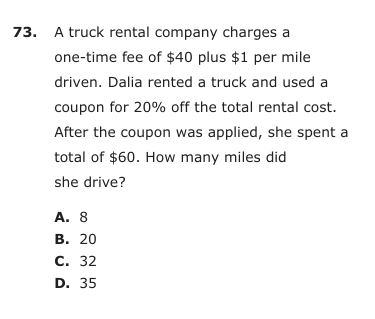 73. A truck rental company charges a
one-time fee of $40 plus $1 per mile
driven. Dalia rented a truck and used a
coupon for 20% off the total rental cost.
After the coupon was applied, she spent a
total of $60. How many miles did
she drive?
A. 8
B. 20
C. 32
D. 35